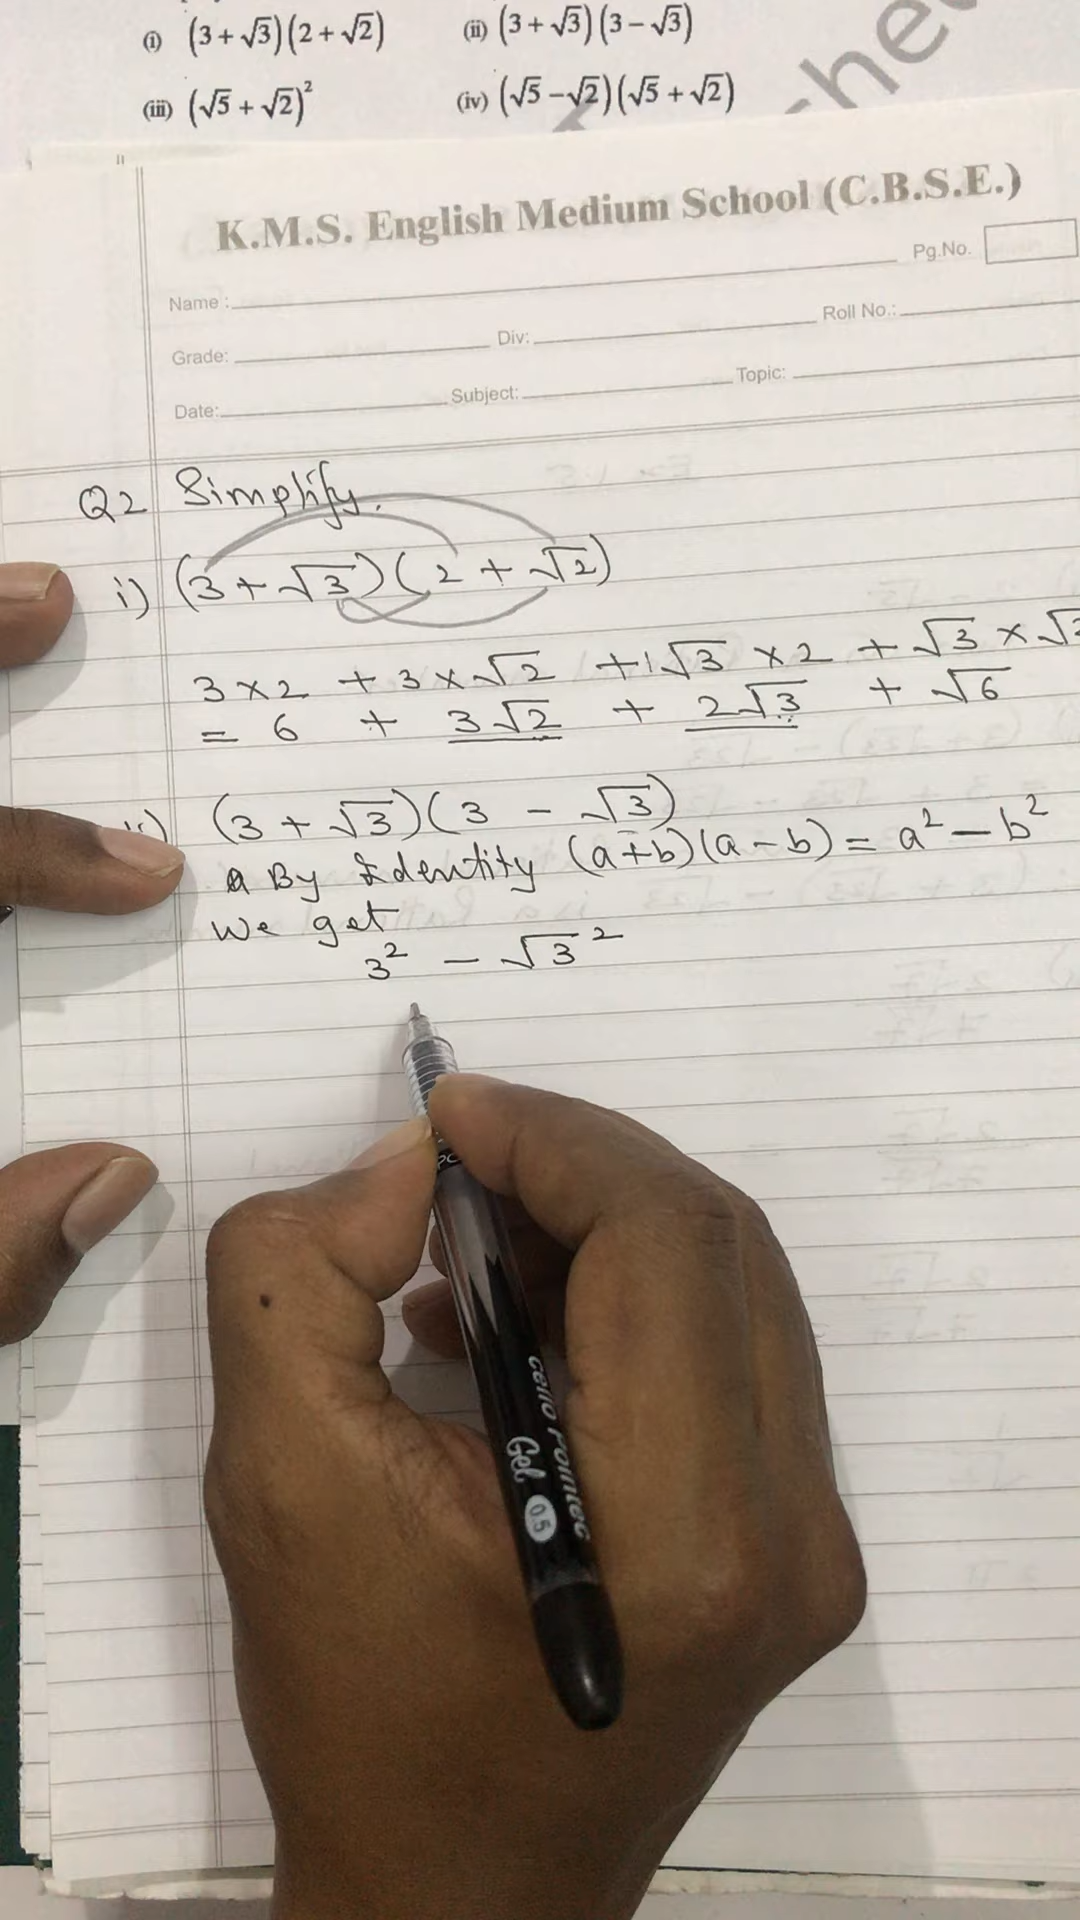 (i) (3 + √3)(2 + √2) (ii) (3 + √3)(3 − √3)
(iii) (√5 + √2)² (iv) (√5 − √2)(√5 + √2)
K.M.S. English Medium School (C.B.S.E.)
Pg.No.
Name :
Roll No.:
Grade: Div:
Date: Subject: Topic:
Q2 Simplify.
i) (3 + √3)(2 + √2)
3 × 2 + 3 × √2 + √3 × 2 + √3 ×
= 6 + 3√2 + 2√3 + √6
(3 + √3)(3 − √3)
By Identity (a+b)(a−b) = a² − b²
We get
3² − √3²
cello Pointec
Gel 0.5